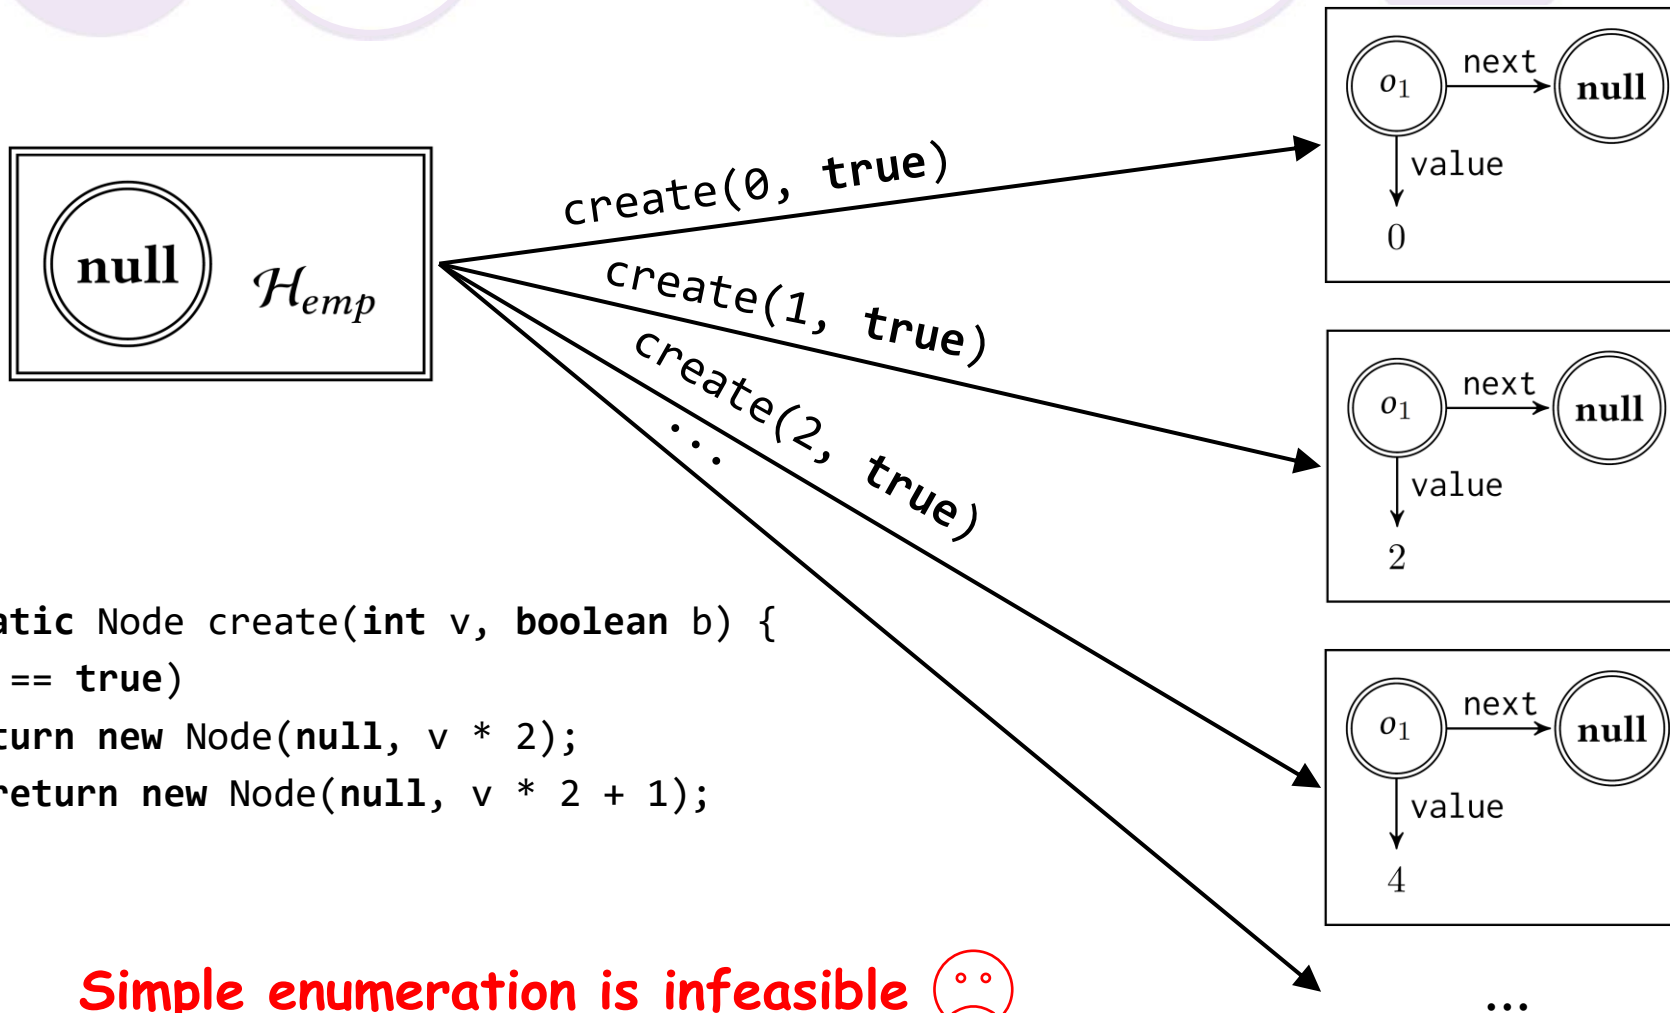 null
ℋemp
create(0, true)
create(1, true)
create(2, true)
...
o1
next
null
value
0
o1
next
null
value
2
o1
next
null
value
4
...
atic Node create(int v, boolean b) {
== true)
turn new Node(null, v * 2);
return new Node(null, v * 2 + 1);
Simple enumeration is infeasible